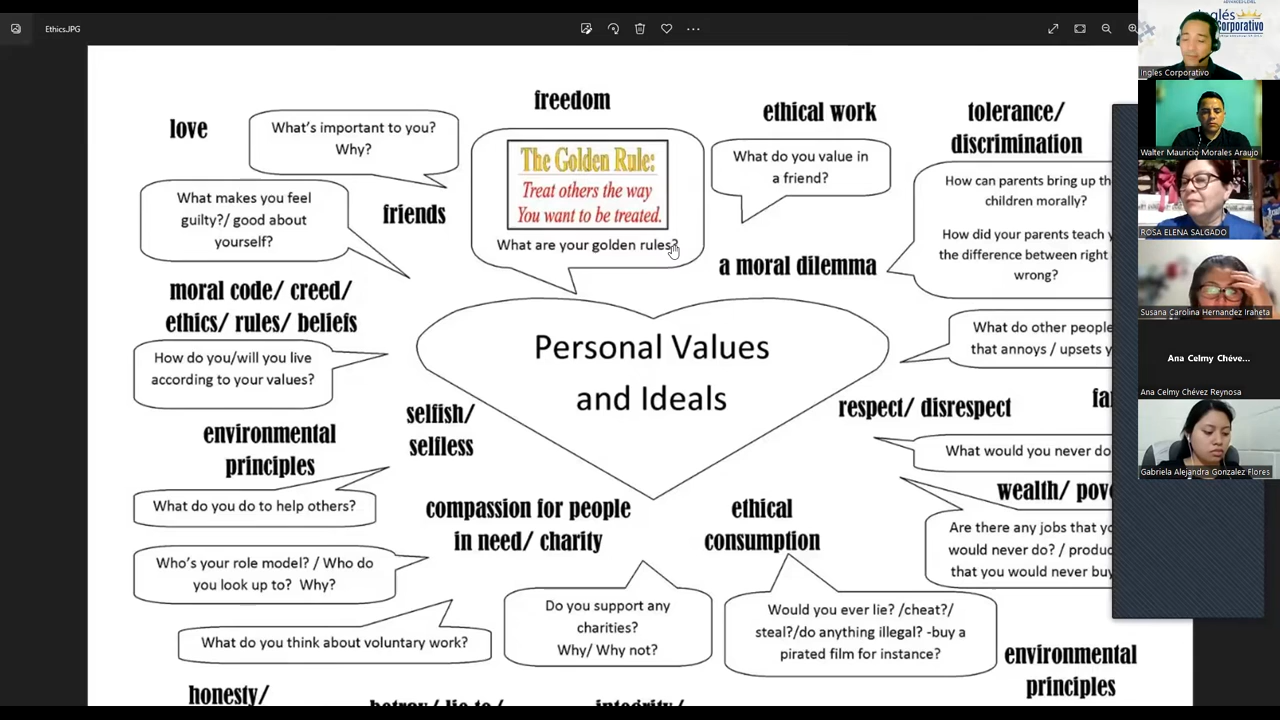 Ethics.JPG
love
What's important to you?
Why?
freedom
ethical work
tolerance/
discrimination
The Golden Rule:
Treat others the way
You want to be treated.
What are your golden rules?
What do you value in
a friend?
How can parents bring up
children morally?
How did your parents teach
the difference between right
wrong?
What makes you feel
guilty?/ good about
yourself?
friends
a moral dilemma
moral code/ creed/
ethics/ rules/ beliefs
Personal Values
and Ideals
What do other people
that annoys / upsets
How do you/will you live
according to your values?
selfish/
selfless
respect/ disrespect
environmental
principles
What would you never do
What do you do to help others?
compassion for people
in need/ charity
ethical
consumption
wealth/
Are there any jobs that
would never do? /
that you would never buy
Who's your role model? / Who do
you look up to? Why?
Do you support any
charities?
Why/ Why not?
Would you ever lie? /cheat?/
steal?/do anything illegal? -buy a
pirated film for instance?
What do you think about voluntary work?
environmental
principles
honesty/
betray/ lie to/
integrity/
Inglés
Corporativo
Ingles Corporativo
Walter Mauricio Morales Araujo
ROSA ELENA SALGADO
Susana Carolina Hernandez Iraheta
Ana Celmy Chéve...
Ana Celmy Chévez Reynosa
Gabriela Alejandra Gonzalez Flores